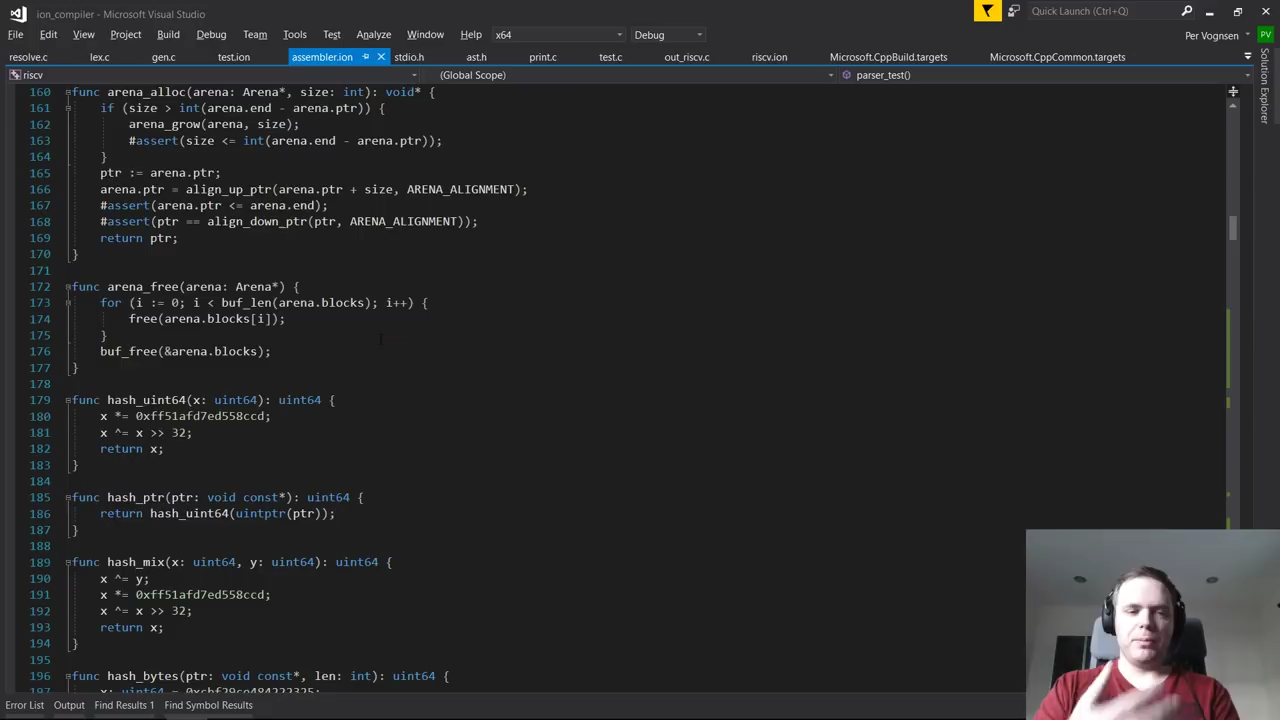 ion_compiler - Microsoft Visual Studio
Quick Launch (Ctrl+Q)
File Edit View Project Build Debug Team Tools Test Analyze Window Help x64 Debug
Per Vognsen PV
resolve.c lex.c gen.c test.ion assembler.ion stdio.h ast.h print.c test.c out_riscv.c riscv.ion Microsoft.CppBuild.targets Microsoft.CppCommon.targets
riscv (Global Scope) parser_test()
Solution Explorer
160 func arena_alloc(arena: Arena*, size: int): void* {
161 if (size > int(arena.end - arena.ptr)) {
162 arena_grow(arena, size);
163 #assert(size <= int(arena.end - arena.ptr));
164 }
165 ptr := arena.ptr;
166 arena.ptr = align_up_ptr(arena.ptr + size, ARENA_ALIGNMENT);
167 #assert(arena.ptr <= arena.end);
168 #assert(ptr == align_down_ptr(ptr, ARENA_ALIGNMENT));
169 return ptr;
170 }
171
172 func arena_free(arena: Arena*) {
173 for (i := 0; i < buf_len(arena.blocks); i++) {
174 free(arena.blocks[i]);
175 }
176 buf_free(&arena.blocks);
177 }
178
179 func hash_uint64(x: uint64): uint64 {
180 x *= 0xff51afd7ed558ccd;
181 x ^= x >> 32;
182 return x;
183 }
184
185 func hash_ptr(ptr: void const*): uint64 {
186 return hash_uint64(uintptr(ptr));
187 }
188
189 func hash_mix(x: uint64, y: uint64): uint64 {
190 x ^= y;
191 x *= 0xff51afd7ed558ccd;
192 x ^= x >> 32;
193 return x;
194 }
195
196 func hash_bytes(ptr: void const*, len: int): uint64 {
197 x: uint64 = 0xcbf29ce484222325;
Error List Output Find Results 1 Find Symbol Results